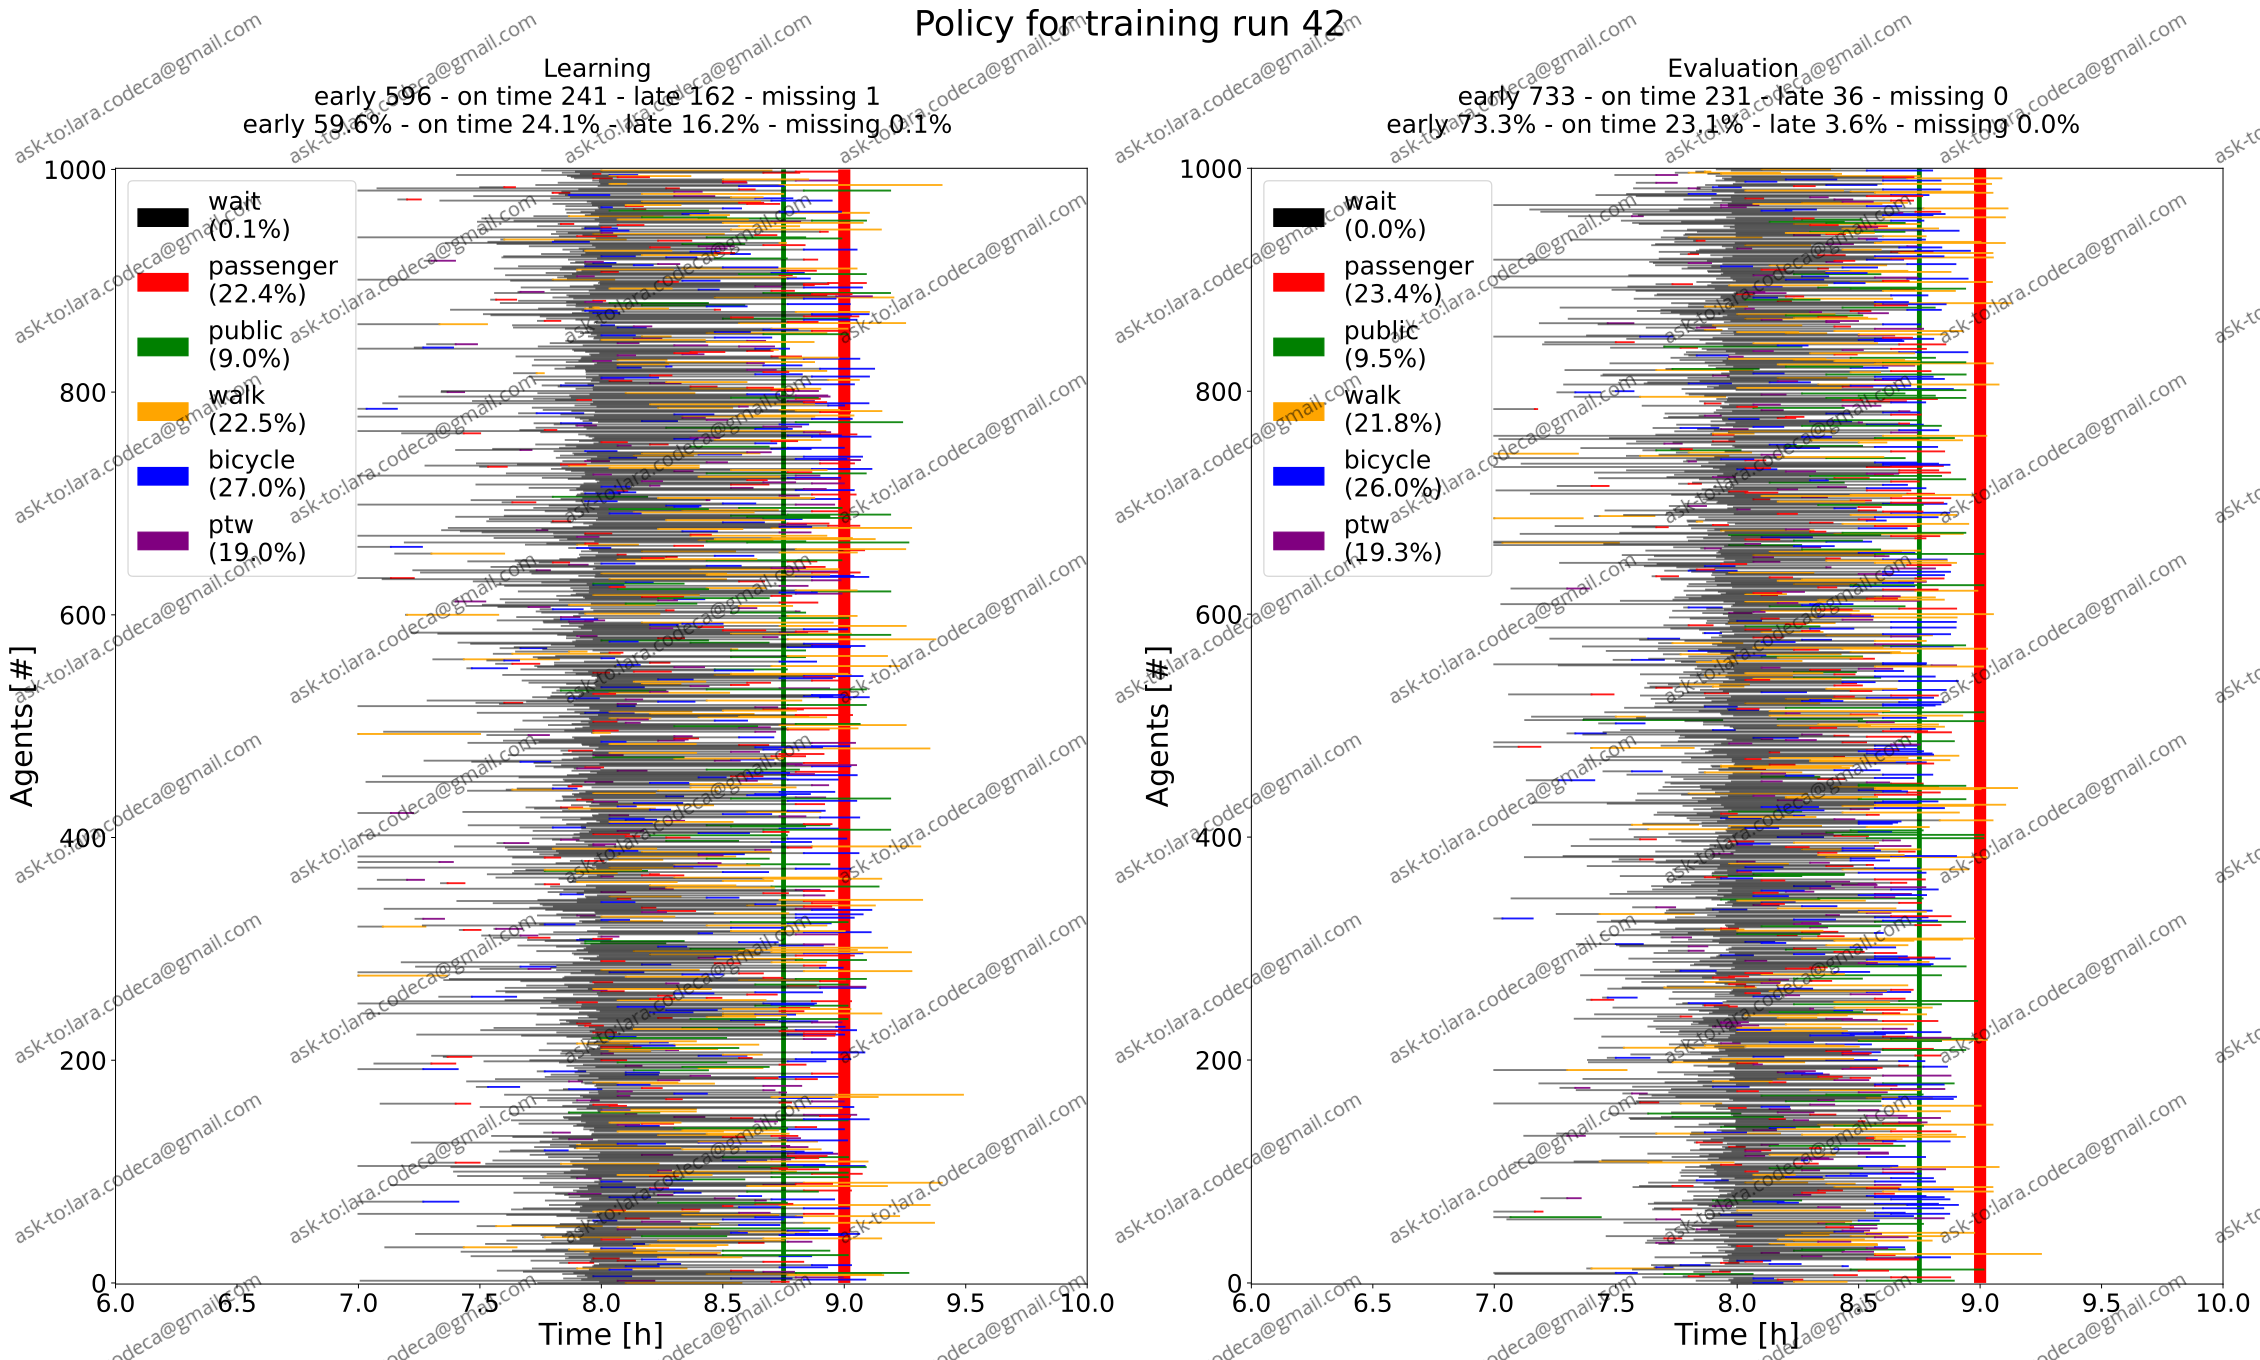 Policy for training run 42
Learning
early 596 - on time 241 - late 162 - missing 1
early 59.6% - on time 24.1% - late 16.2% - missing 0.1%
1000
800
600
400
200
0
Agents [#]
wait
(0.1%)
passenger
(22.4%)
public
(9.0%)
walk
(22.5%)
bicycle
(27.0%)
ptw
(19.0%)
6.0 6.5 7.0 7.5 8.0 8.5 9.0 9.5 10.0
Time [h]
Evaluation
early 733 - on time 231 - late 36 - missing 0
early 73.3% - on time 23.1% - late 3.6% - missing 0.0%
1000
800
600
400
200
0
Agents [#]
wait
(0.0%)
passenger
(23.4%)
public
(9.5%)
walk
(21.8%)
bicycle
(26.0%)
ptw
(19.3%)
6.0 6.5 7.0 7.5 8.0 8.5 9.0 9.5 10.0
Time [h]
ask-to:lara.codeca@gmail.com